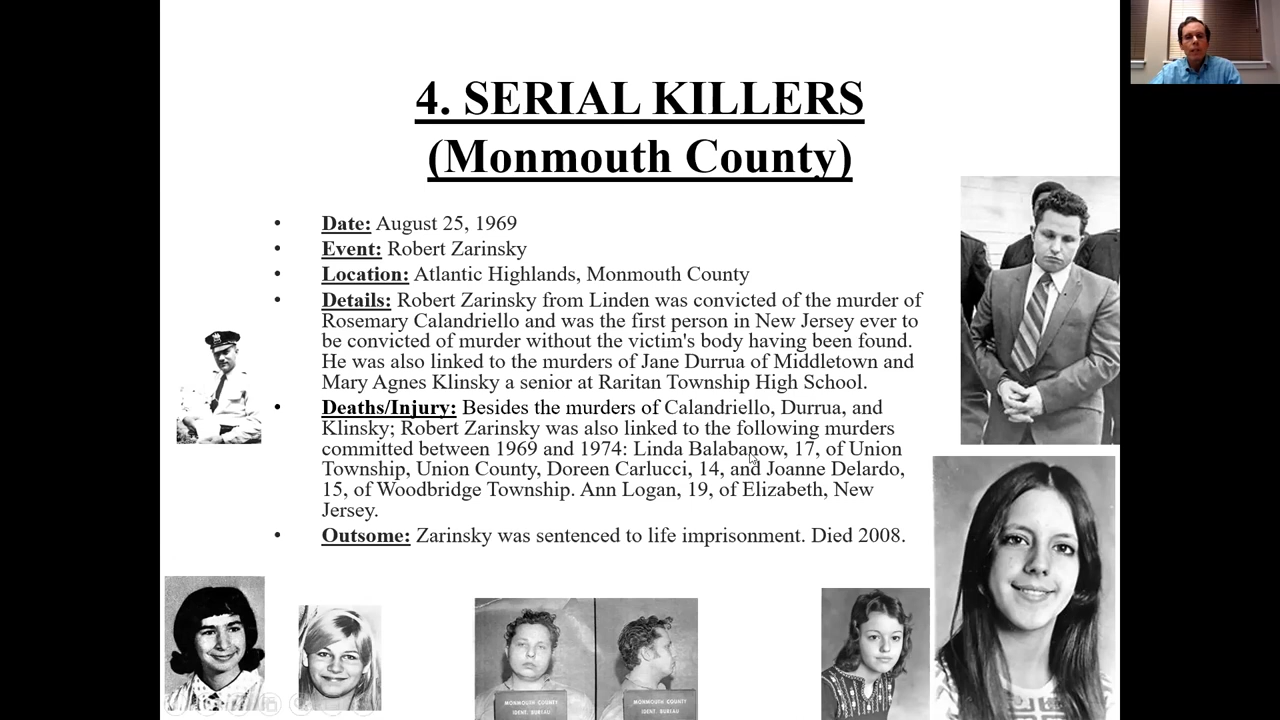 4. SERIAL KILLERS
(Monmouth County)
• Date: August 25, 1969
• Event: Robert Zarinsky
• Location: Atlantic Highlands, Monmouth County
• Details: Robert Zarinsky from Linden was convicted of the murder of
Rosemary Calandriello and was the first person in New Jersey ever to
be convicted of murder without the victim's body having been found.
He was also linked to the murders of Jane Durrua of Middletown and
Mary Agnes Klinsky a senior at Raritan Township High School.
• Deaths/Injury: Besides the murders of Calandriello, Durrua, and
Klinsky; Robert Zarinsky was also linked to the following murders
committed between 1969 and 1974: Linda Balabanow, 17, of Union
Township, Union County, Doreen Carlucci, 14, and Joanne Delardo,
15, of Woodbridge Township. Ann Logan, 19, of Elizabeth, New
Jersey.
• Outsome: Zarinsky was sentenced to life imprisonment. Died 2008.
MONMOUTH COUNTY
IDENT. BUREAU
MONMOUTH COUNTY
IDENT. BUREAU